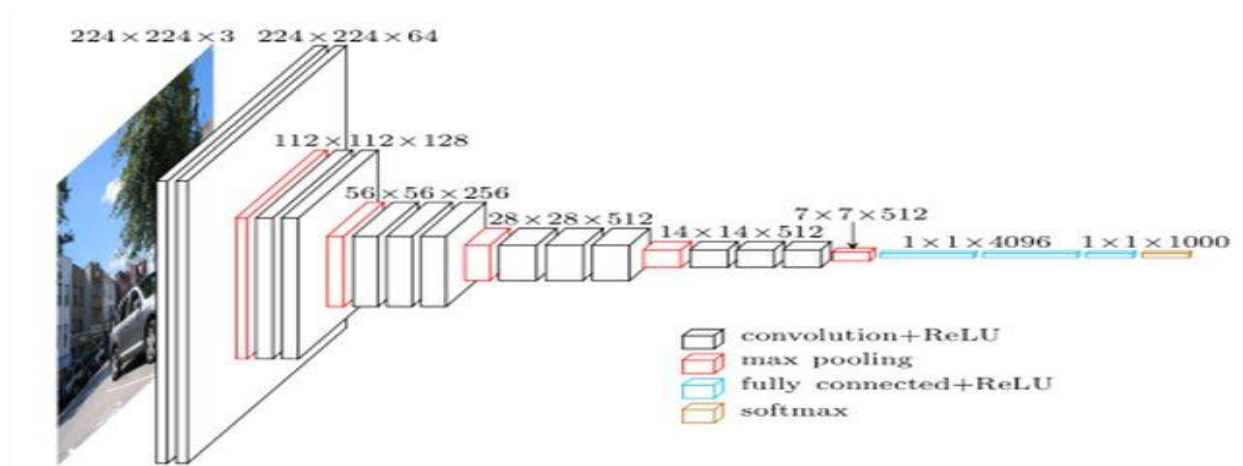 224 × 224 × 3
224 × 224 × 64
112 × 112 × 128
56 × 56 × 256
28 × 28 × 512
14 × 14 × 512
7 × 7 × 512
1 × 1 × 4096
1 × 1 × 1000
convolution+ReLU
max pooling
fully connected+ReLU
softmax